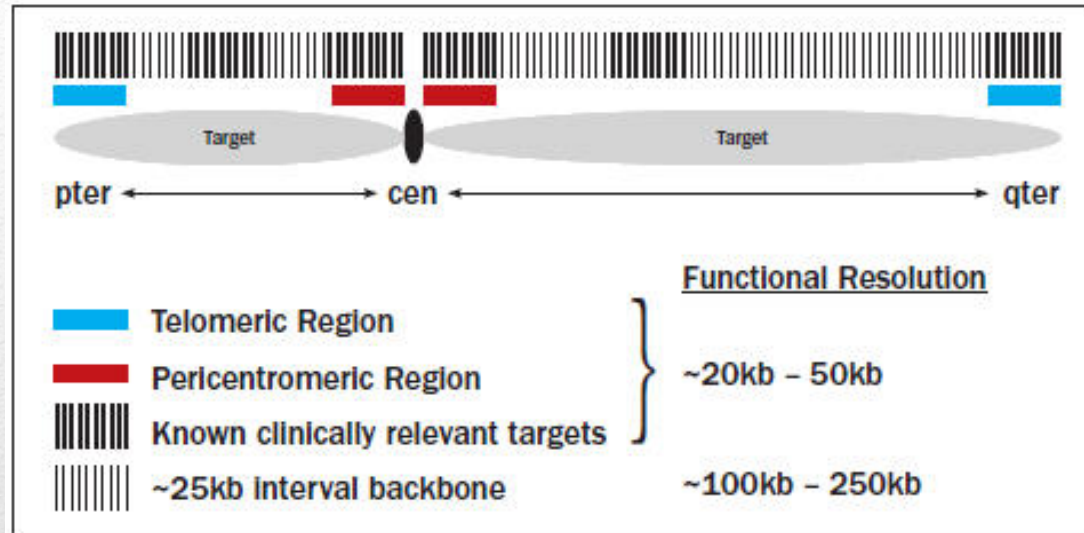 Target Target
pter cen qter
Functional Resolution
Telomeric Region
Pericentromeric Region
~20kb – 50kb
Known clinically relevant targets
~25kb interval backbone
~100kb – 250kb